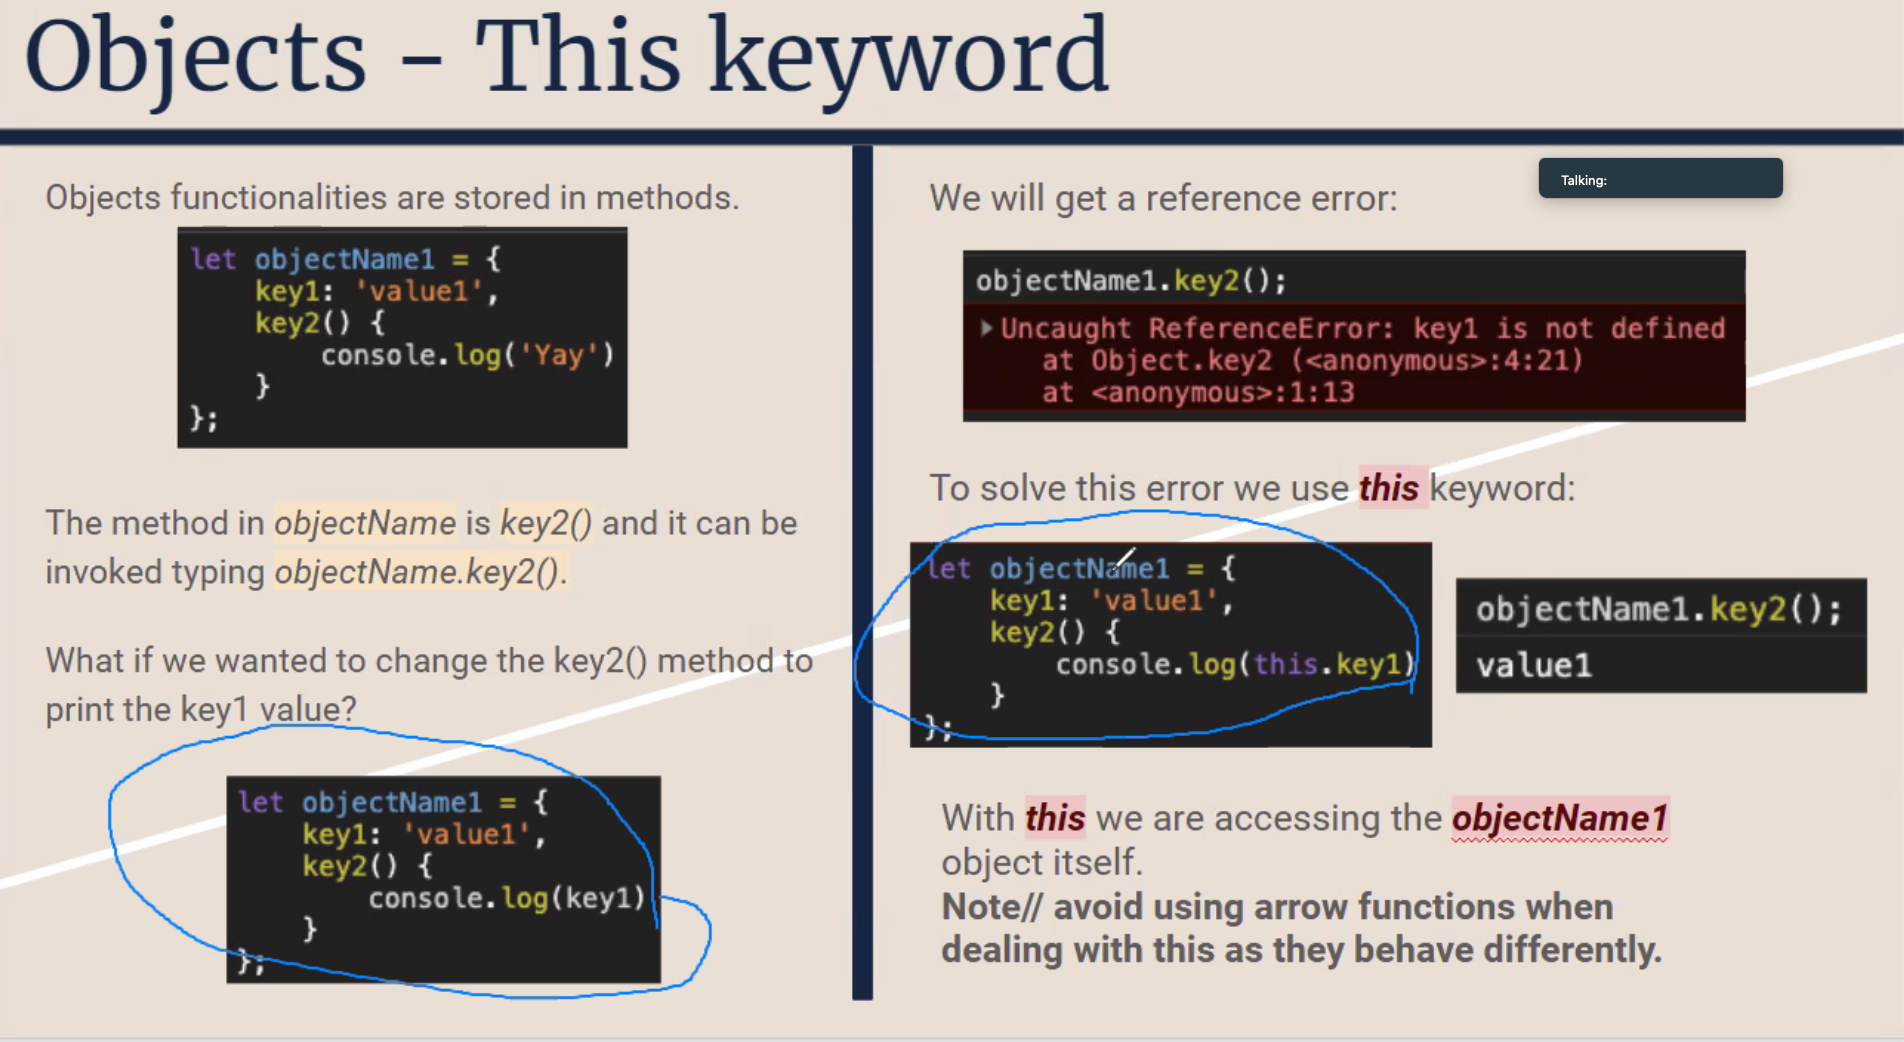 Objects - This keyword
Objects functionalities are stored in methods.
let objectName1 = {
    key1: 'value1',
    key2() {
        console.log('Yay')
    }
};
The method in objectName is key2() and it can be
invoked typing objectName.key2().
What if we wanted to change the key2() method to
print the key1 value?
let objectName1 = {
    key1: 'value1',
    key2() {
        console.log(key1)
    }
};
Talking:
We will get a reference error:
objectName1.key2();
Uncaught ReferenceError: key1 is not defined
    at Object.key2 (<anonymous>:4:21)
    at <anonymous>:1:13
To solve this error we use this keyword:
let objectName1 = {
    key1: 'value1',
    key2() {
        console.log(this.key1)
    }
};
objectName1.key2();
value1
With this we are accessing the objectName1
object itself.
Note// avoid using arrow functions when
dealing with this as they behave differently.